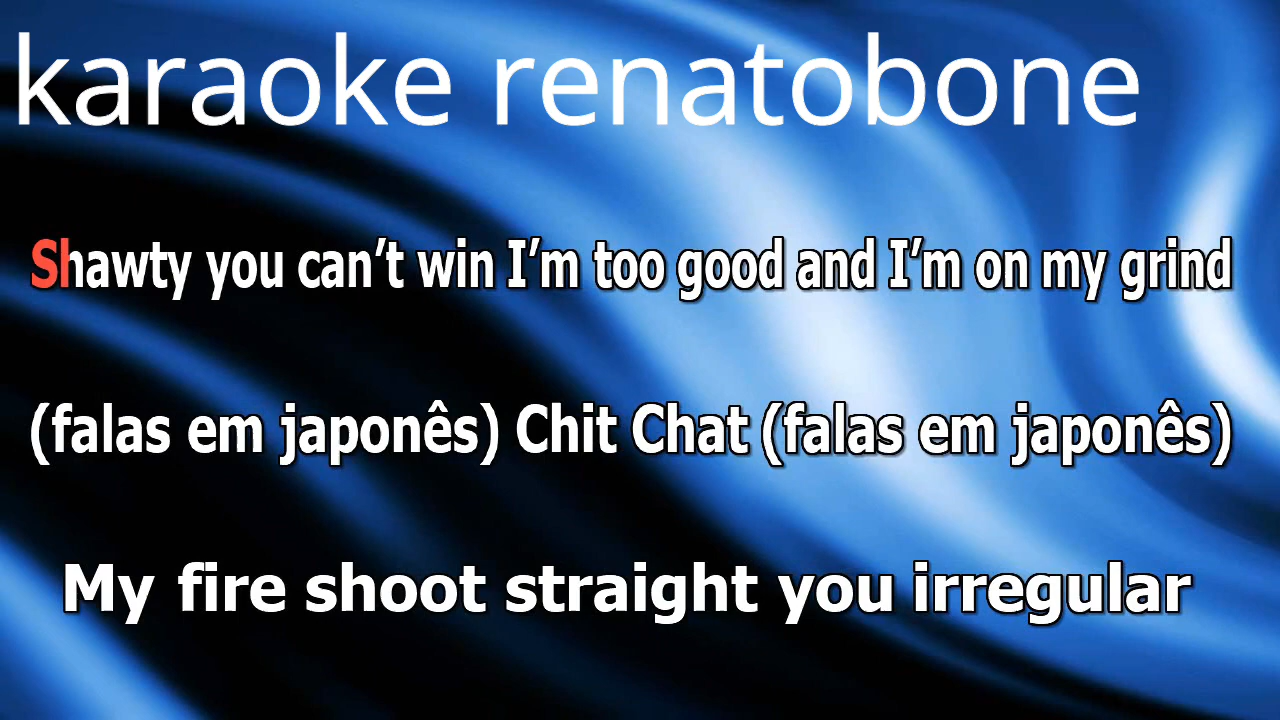 karaoke renatobone
Shawty you can’t win I’m too good and I’m on my grind
(falas em japonês) Chit Chat (falas em japonês)
My fire shoot straight you irregular